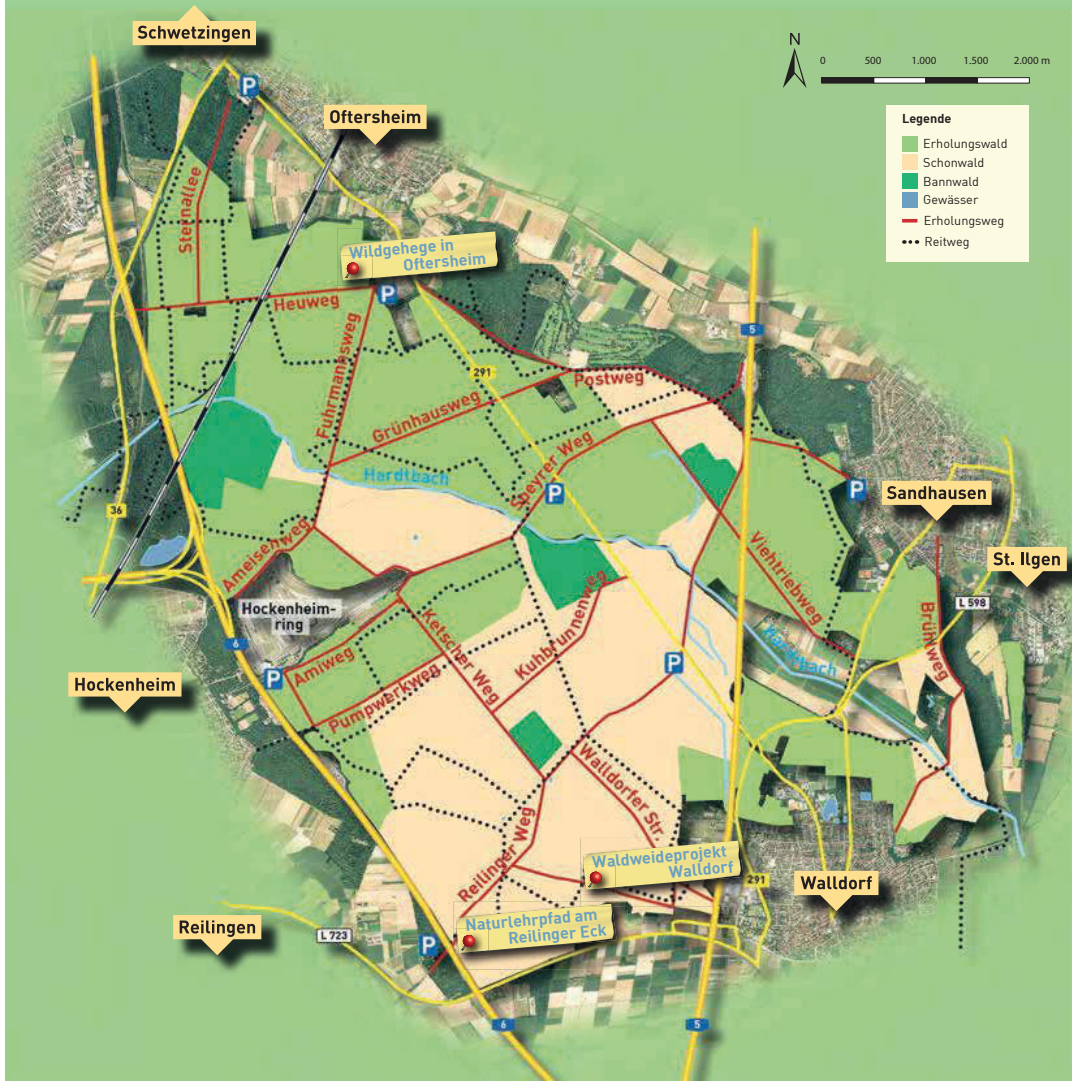 Schwetzingen
N
0 500 1.000 1.500 2.000 m
P
Oftersheim
Legende
Erholungswald
Schonwald
Bannwald
Gewässer
Erholungsweg
Reitweg
Sternallee
Wildgehege in
Oftersheim
P
Heuweg
5
Fuhrmannsweg
291
Postweg
Grünhausweg
Speyrer Weg
Hardtbach
P
P
Sandhausen
36
Ameisenweg
Viehtriebweg
St. Ilgen
L 598
Hockenheim-
ring
Ketscher Weg
Kuhbrunnenweg
Brühlweg
Hardtbach
6
P
Amiweg
P
Hockenheim
Pumpwerkweg
Walldorfer Str.
Reilinger Weg
Waldweideprojekt
Walldorf
291
Walldorf
Naturlehrpfad am
Reilinger Eck
Reilingen
L 723
P
6
5